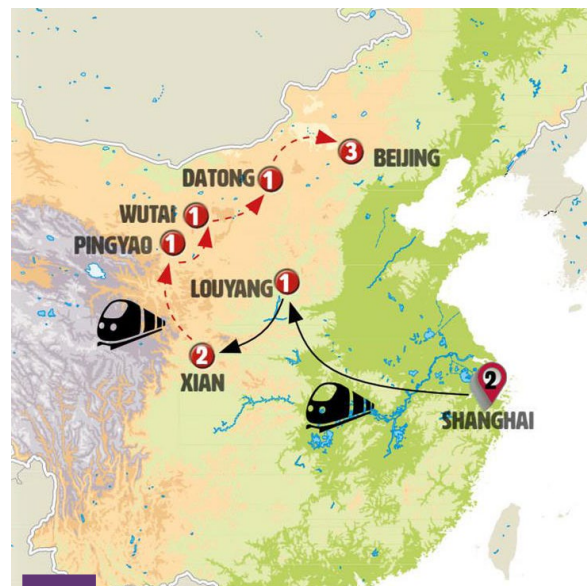 3 BEIJING
DATONG 1
WUTAI 1
PINGYAO 1
LOUYANG 1
2
XIAN
2
SHANGHAI